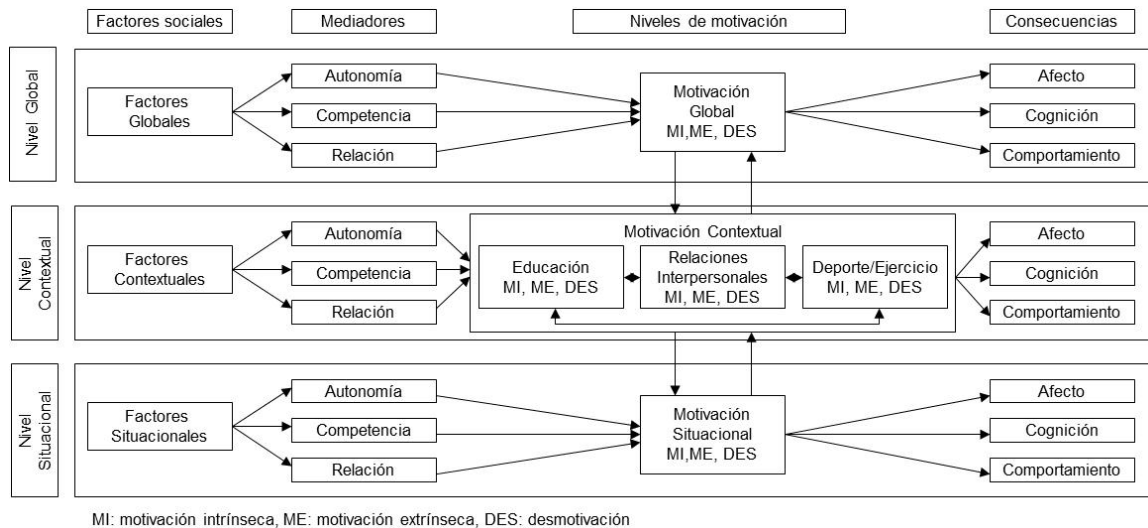 Factores sociales
Mediadores
Niveles de motivación
Consecuencias
Nivel Global
Factores
Globales
Autonomía
Competencia
Relación
Motivación
Global
MI,ME, DES
Afecto
Cognición
Comportamiento
Nivel
Contextual
Factores
Contextuales
Autonomía
Competencia
Relación
Motivación Contextual
Educación
MI, ME, DES
Relaciones
Interpersonales
MI, ME, DES
Deporte/Ejercicio
MI, ME, DES
Afecto
Cognición
Comportamiento
Nivel
Situacional
Factores
Situacionales
Autonomía
Competencia
Relación
Motivación
Situacional
MI,ME, DES
Afecto
Cognición
Comportamiento
MI: motivación intrínseca, ME: motivación extrínseca, DES: desmotivación